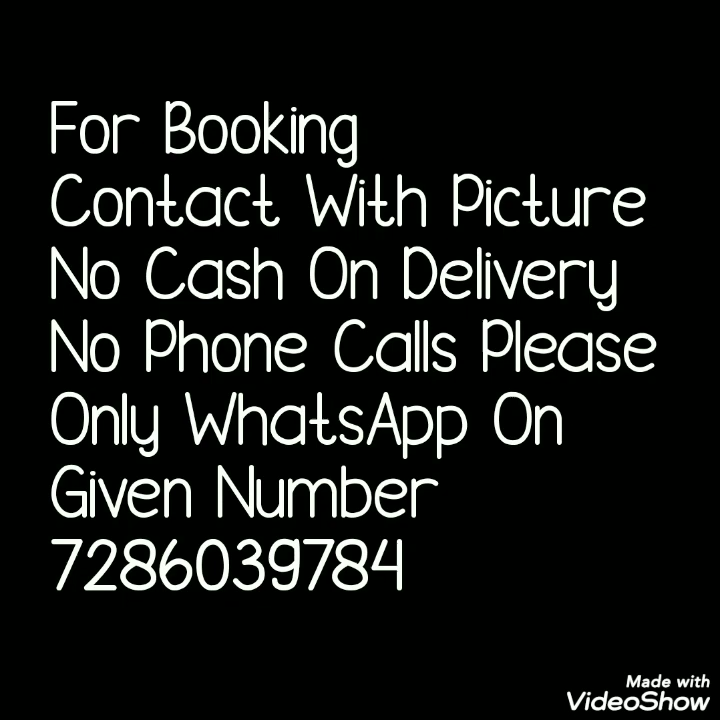 For Booking
Contact With Picture
No Cash On Delivery
No Phone Calls Please
Only WhatsApp On
Given Number
7286039784
Made with
VideoShow